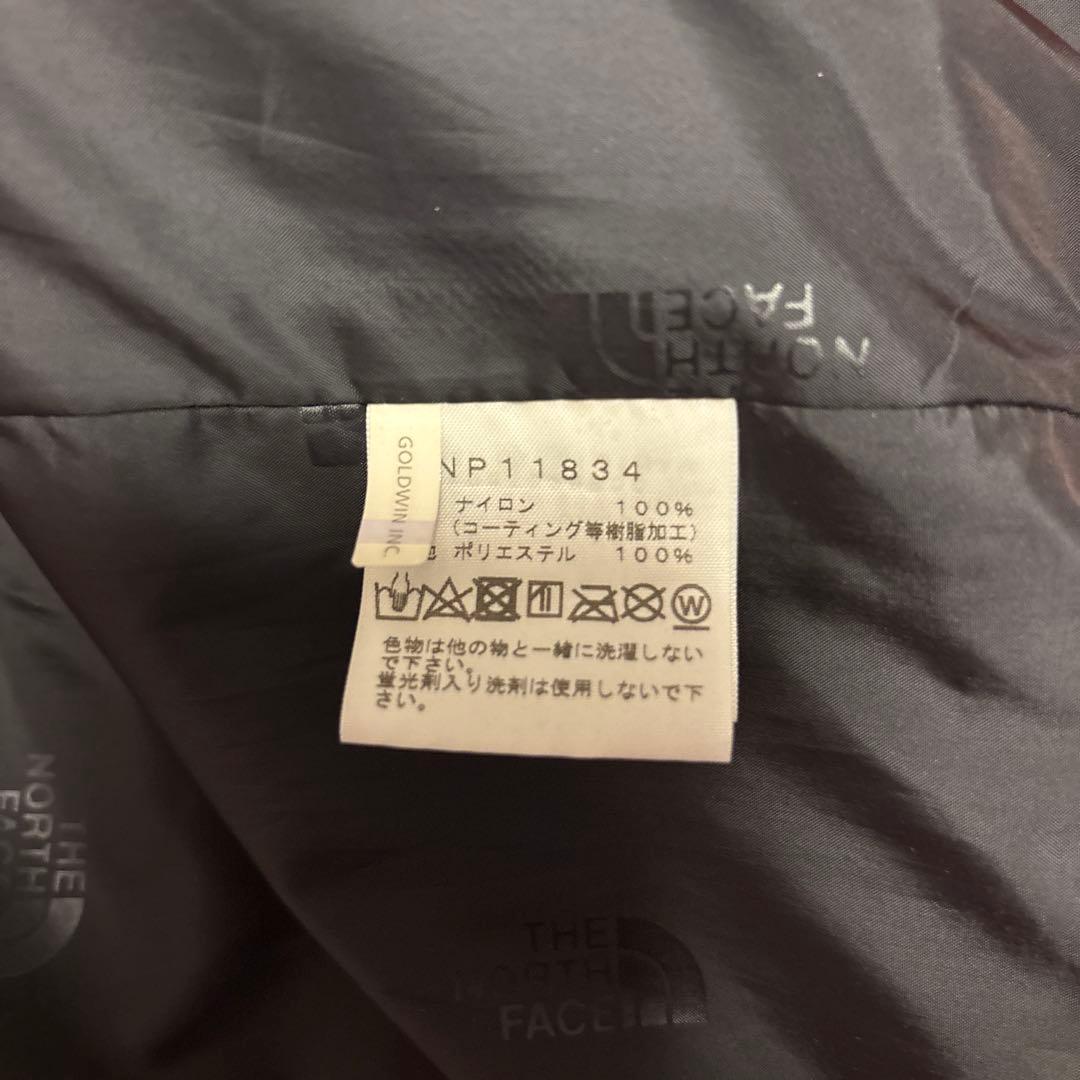 NORTH
FACE
GOLDWIN INC
NP11834
ナイロン 100%
(コーティング等樹脂加工)
地 ポリエステル 100%
W
色物は他の物と一緒に洗濯しない
で下さい。
蛍光剤入り洗剤は使用しないで下
さい。
THE
NORTH
FACE
THE
NORTH
FACE